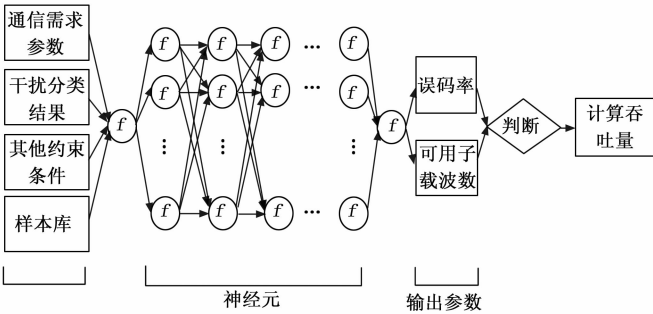 通信需求
参数
干扰分类
结果
其他约束
条件
样本库
f
f f f ... f
f f f ... f
f f f ... f
神经元
f
误码率
可用子
载波数
输出参数
判断
计算吞
吐量